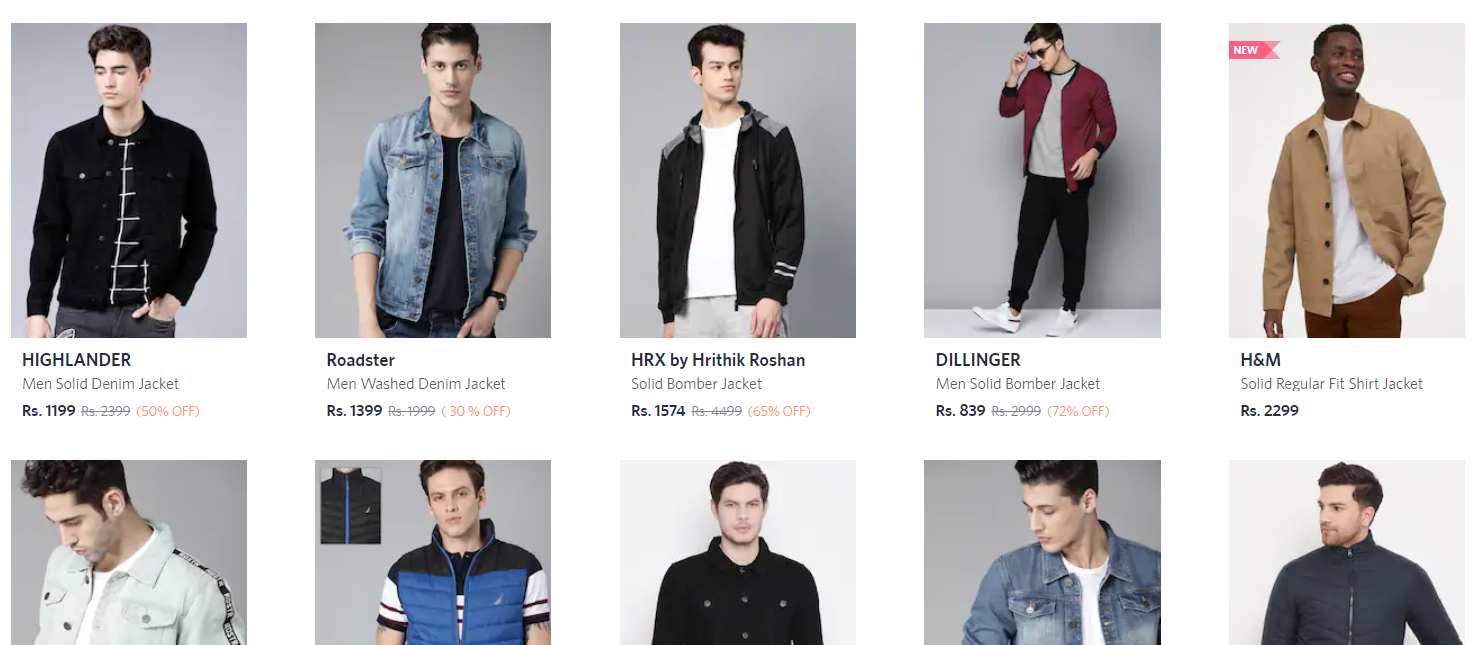 NEW
HIGHLANDER
Men Solid Denim Jacket
Rs. 1199 Rs. 2399 (50% OFF)
Roadster
Men Washed Denim Jacket
Rs. 1399 Rs. 1999 ( 30 % OFF)
HRX by Hrithik Roshan
Solid Bomber Jacket
Rs. 1574 Rs. 4499 (65% OFF)
DILLINGER
Men Solid Bomber Jacket
Rs. 839 Rs. 2999 (72% OFF)
H&M
Solid Regular Fit Shirt Jacket
Rs. 2299